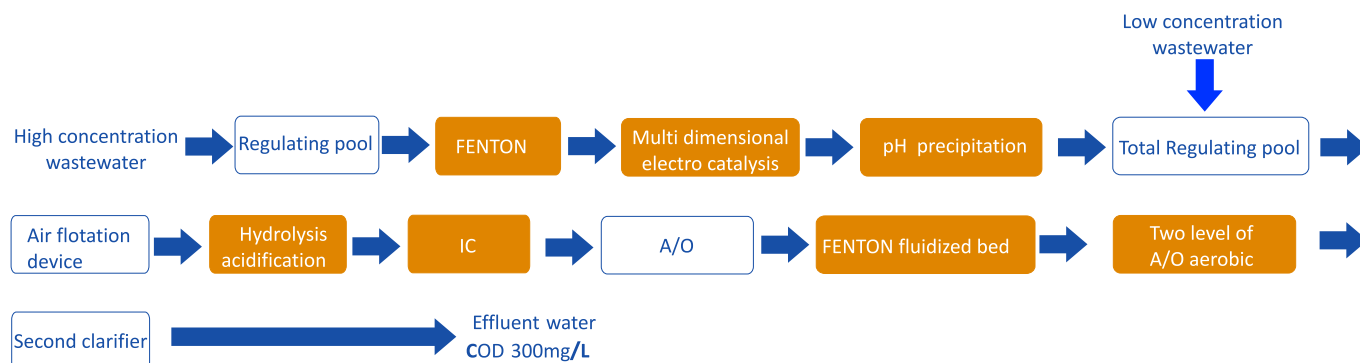 Low concentration
wastewater
High concentration
wastewater
Regulating pool
FENTON
Multi dimensional
electro catalysis
pH precipitation
Total Regulating pool
Air flotation
device
Hydrolysis
acidification
IC
A/O
FENTON fluidized bed
Two level of
A/O aerobic
Second clarifier
Effluent water
COD 300mg/L